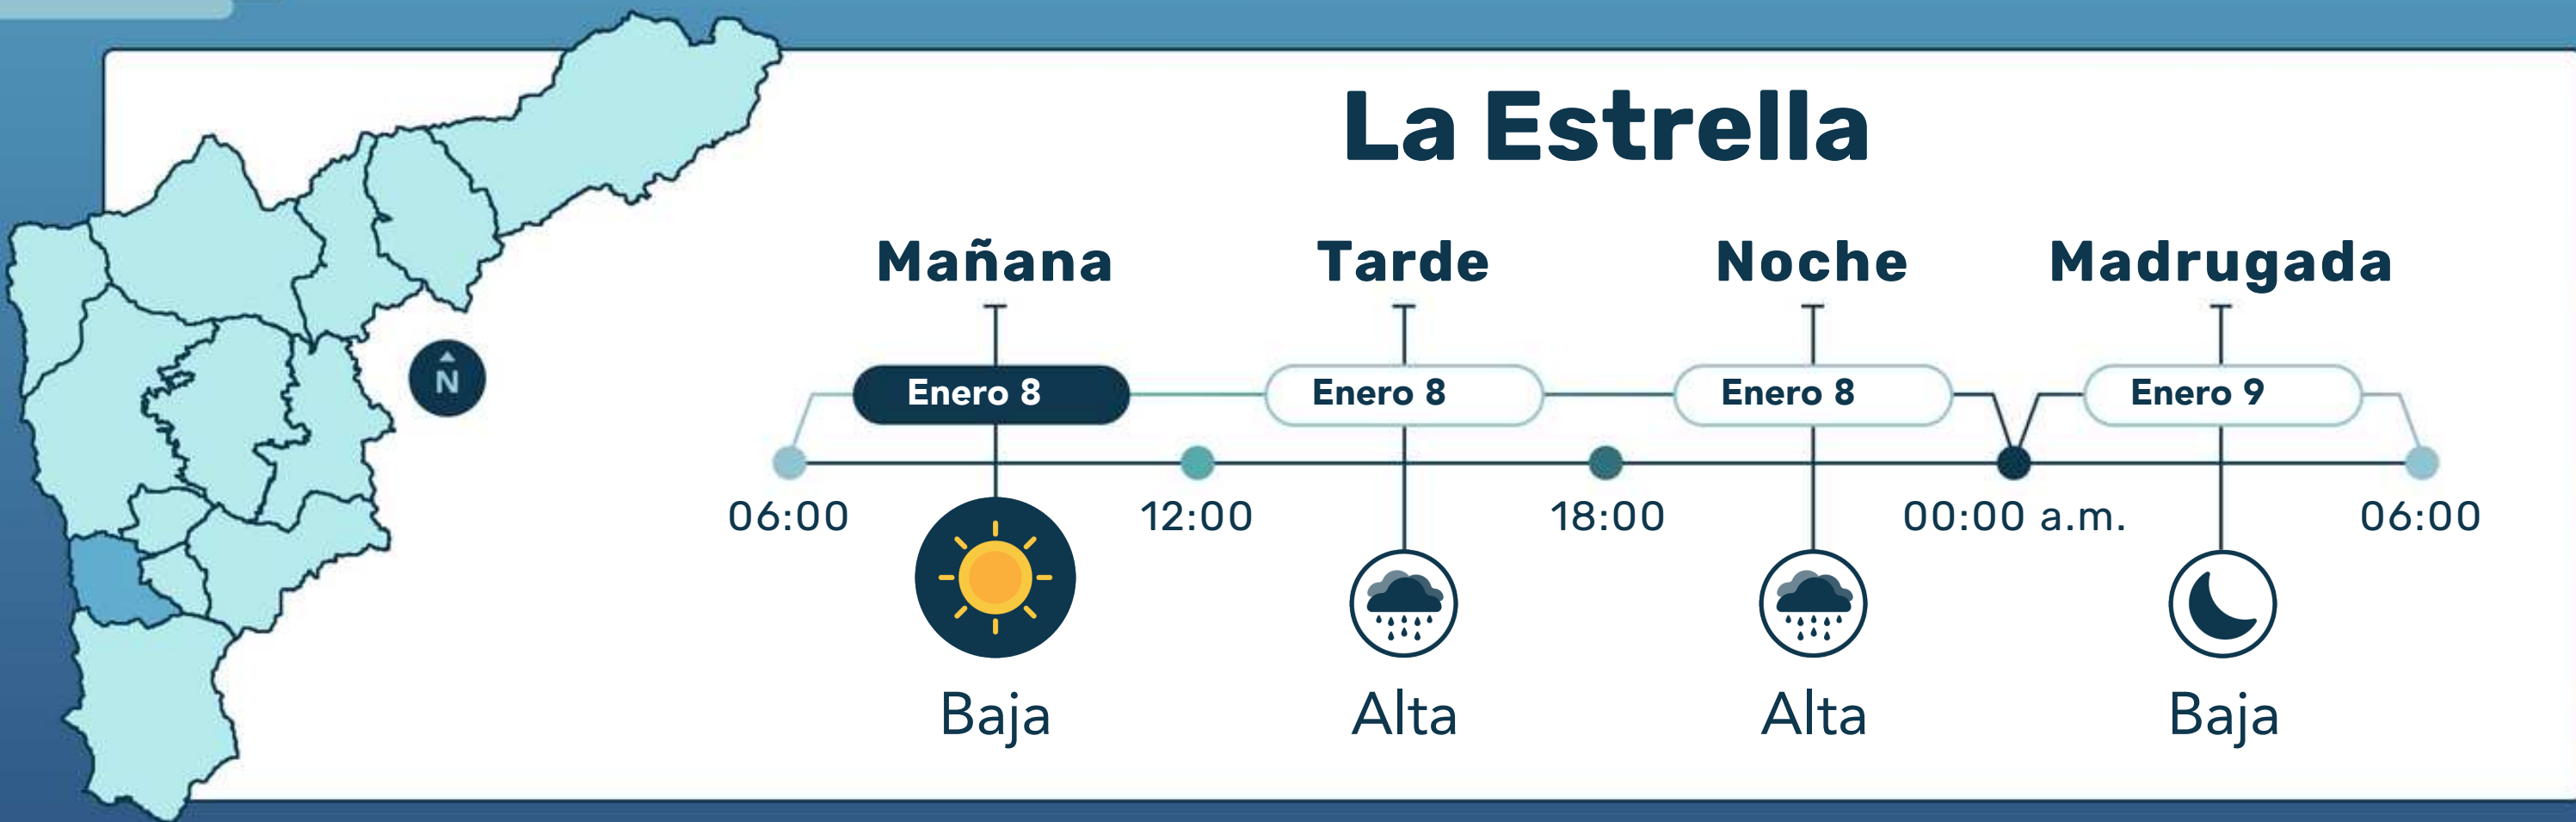 La Estrella
Mañana Tarde Noche Madrugada
N
Enero 8 Enero 8 Enero 8 Enero 9
06:00 12:00 18:00 00:00 a.m. 06:00
Baja Alta Alta Baja